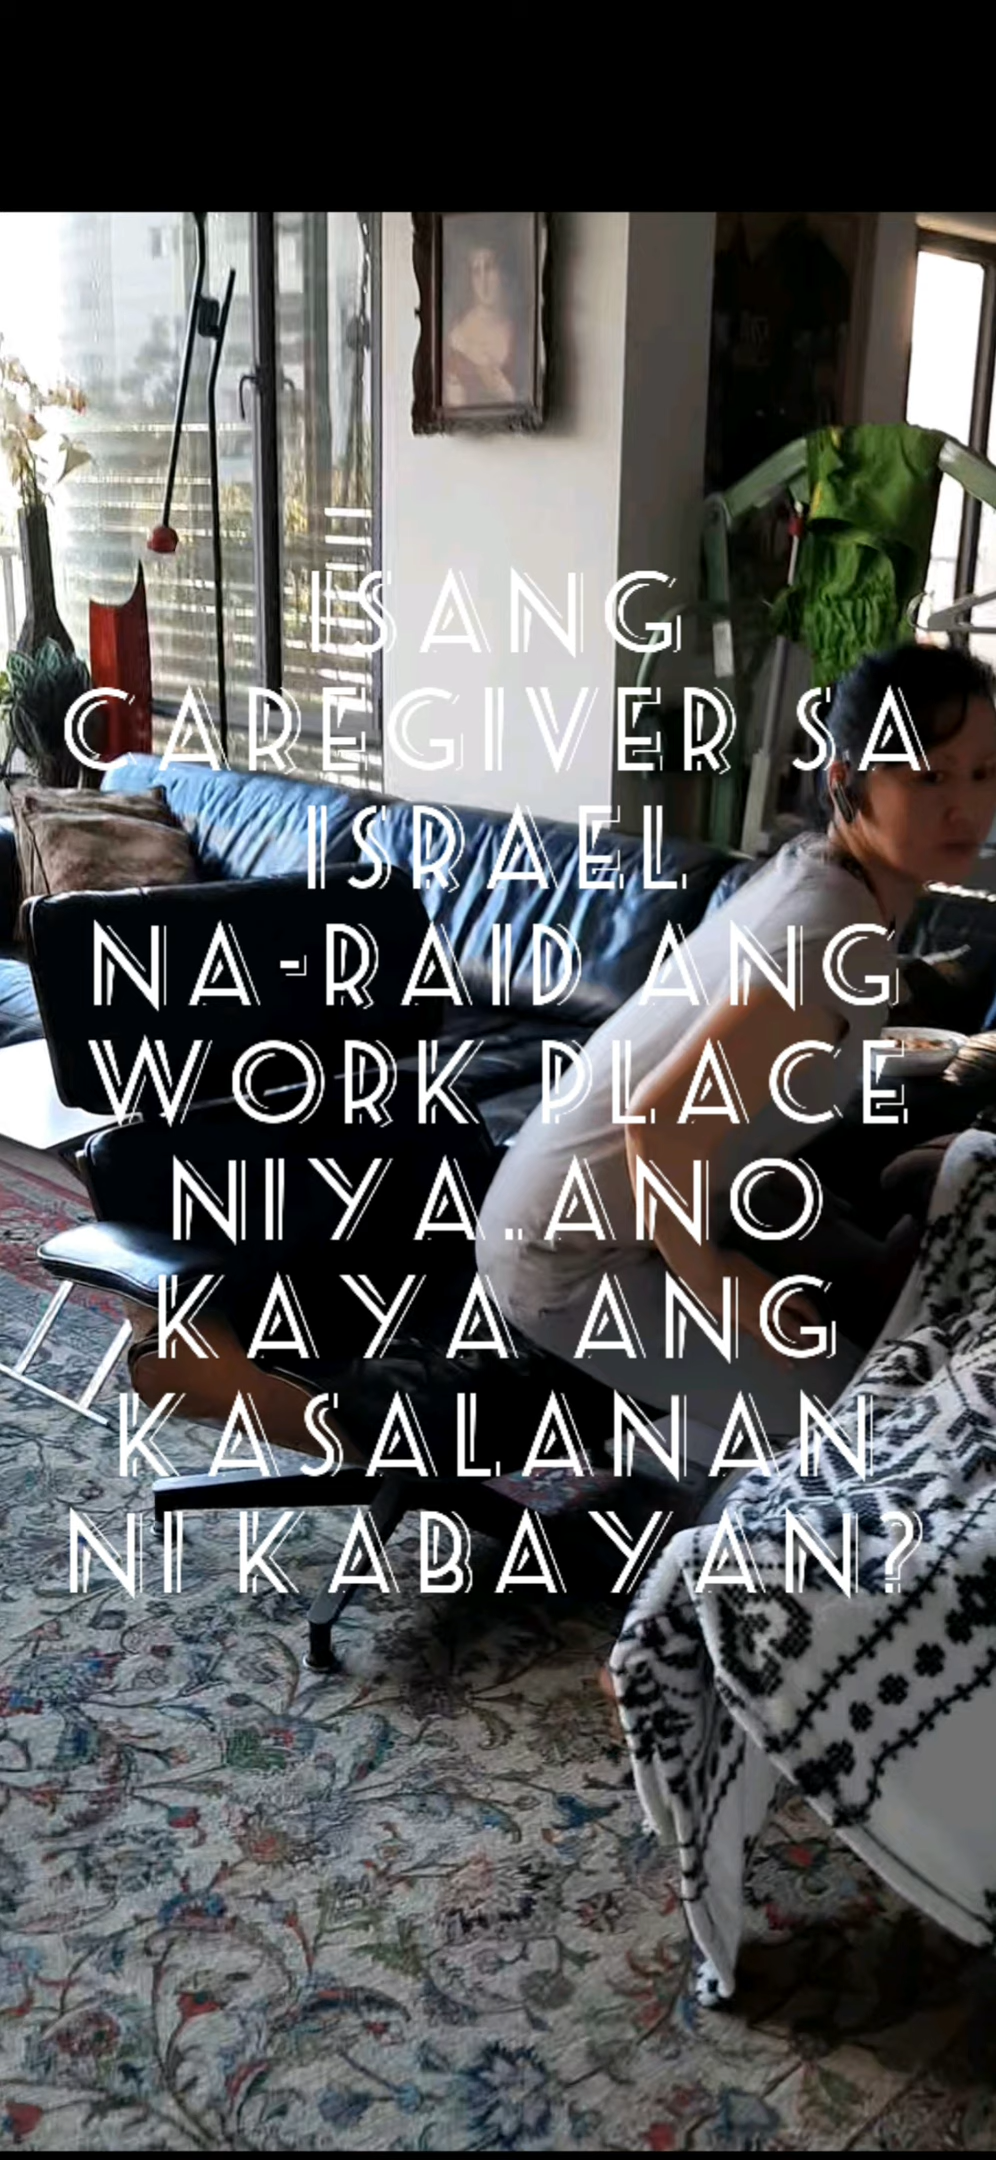 ISANG
CAREGIVER SA
ISRAEL
NA-RAID ANG
WORK PLACE
NIYA..ANO
KAYA ANG
KASALANAN
NI KABAYAN?